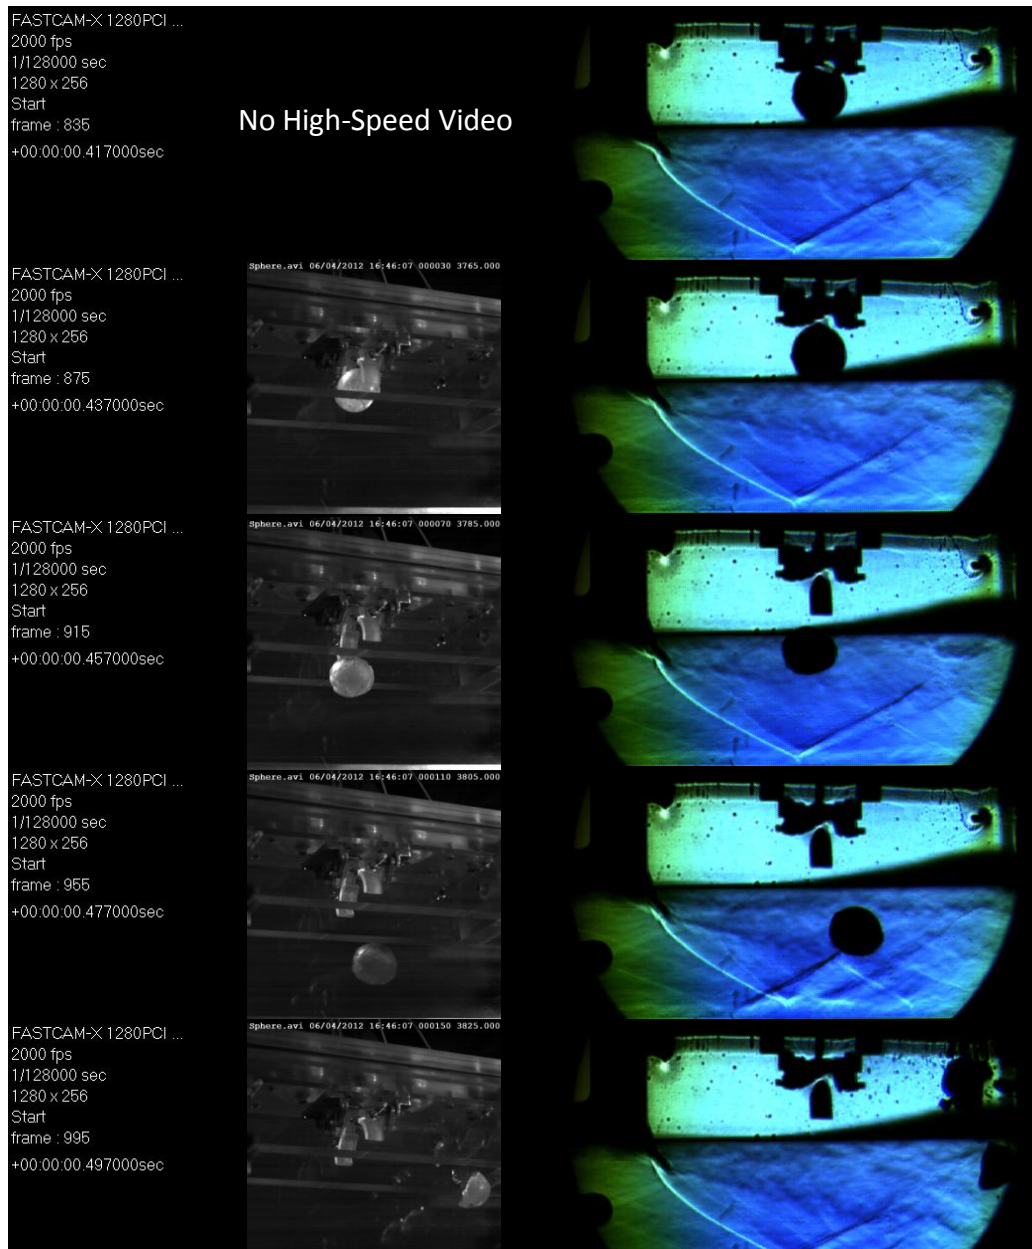 FASTCAM-X 1280PCI ...
2000 fps
1/128000 sec
1280 x 256
Start
frame : 835
+00:00:00.417000sec
No High-Speed Video
FASTCAM-X 1280PCI ...
2000 fps
1/128000 sec
1280 x 256
Start
frame : 875
+00:00:00.437000sec
Sphere.avi 06/04/2012 16:46:07 000030 3765.000
FASTCAM-X 1280PCI ...
2000 fps
1/128000 sec
1280 x 256
Start
frame : 915
+00:00:00.457000sec
Sphere.avi 06/04/2012 16:46:07 000070 3785.000
FASTCAM-X 1280PCI ...
2000 fps
1/128000 sec
1280 x 256
Start
frame : 955
+00:00:00.477000sec
Sphere.avi 06/04/2012 16:46:07 000110 3805.000
FASTCAM-X 1280PCI ...
2000 fps
1/128000 sec
1280 x 256
Start
frame : 995
+00:00:00.497000sec
Sphere.avi 06/04/2012 16:46:07 000150 3825.000